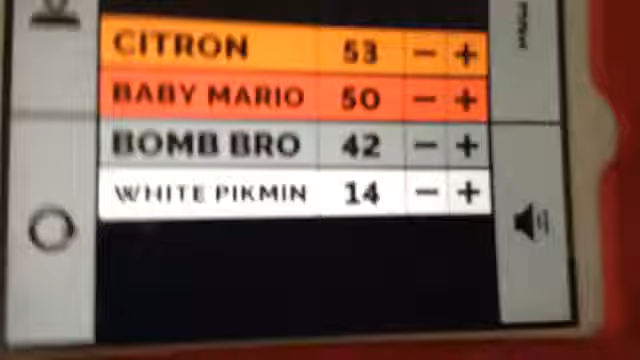 CITRON 53 − +
BABY MARIO 50 − +
BOMB BRO 42 − +
WHITE PIKMIN 14 − +